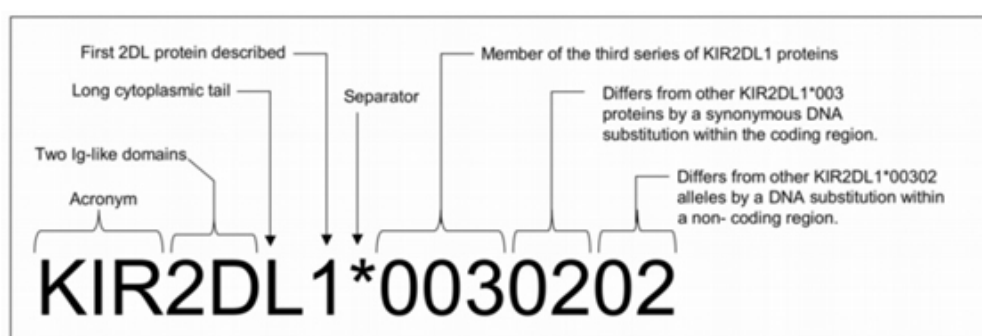 First 2DL protein described
Member of the third series of KIR2DL1 proteins
Long cytoplasmic tail
Separator
Differs from other KIR2DL1*003
proteins by a synonymous DNA
substitution within the coding region.
Two Ig-like domains
Differs from other KIR2DL1*00302
alleles by a DNA substitution within
a non- coding region.
Acronym
KIR2DL1*0030202